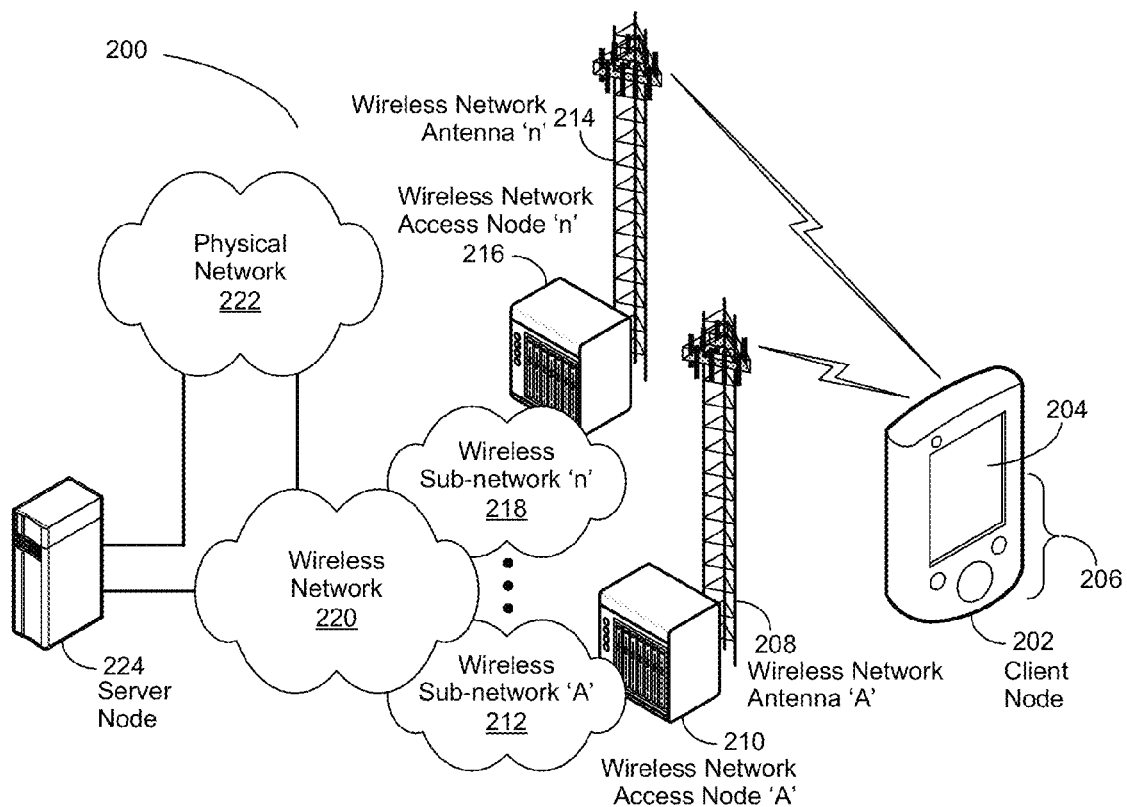 200
Wireless Network
Antenna ‘n’
214
Wireless Network
Access Node ‘n’
216
Physical
Network
222
204
Wireless
Sub-network ‘n’
218
Wireless
Network
220
206
224
Server
Node
Wireless
Sub-network ‘A’
212
208
Wireless Network
Antenna ‘A’
202
Client
Node
210
Wireless Network
Access Node ‘A’